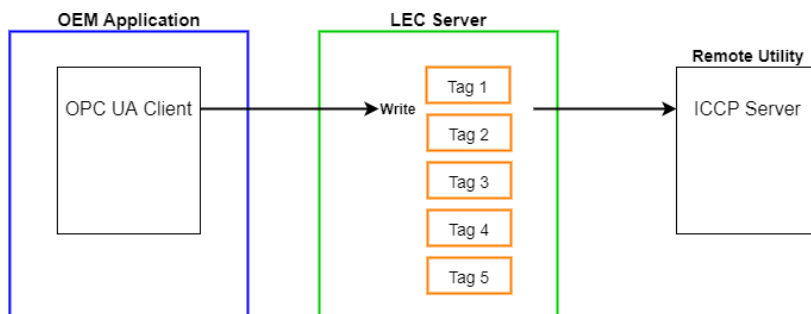 OEM Application
LEC Server
Remote Utility
OPC UA Client
Write
Tag 1
Tag 2
Tag 3
Tag 4
Tag 5
ICCP Server